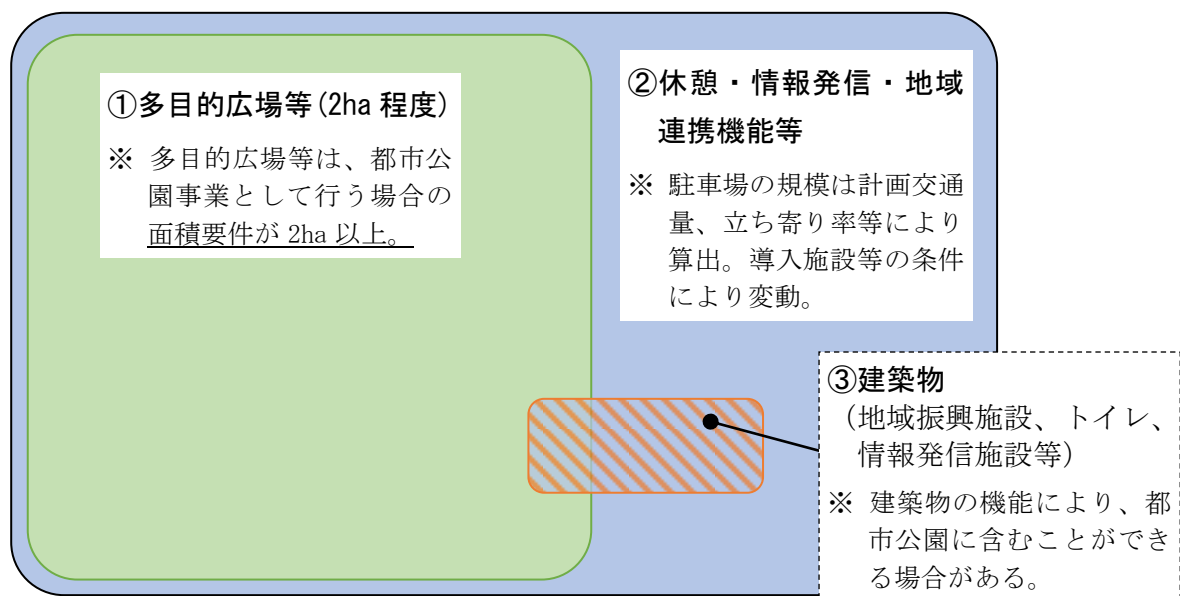 ①多目的広場等(2ha 程度)
※ 多目的広場等は、都市公
園事業として行う場合の
面積要件が 2ha 以上。
②休憩・情報発信・地域
連携機能等
※ 駐車場の規模は計画交通
量、立ち寄り率等により
算出。導入施設等の条件
により変動。
③建築物
(地域振興施設、トイレ、
情報発信施設等)
※ 建築物の機能により、都
市公園に含むことができ
る場合がある。